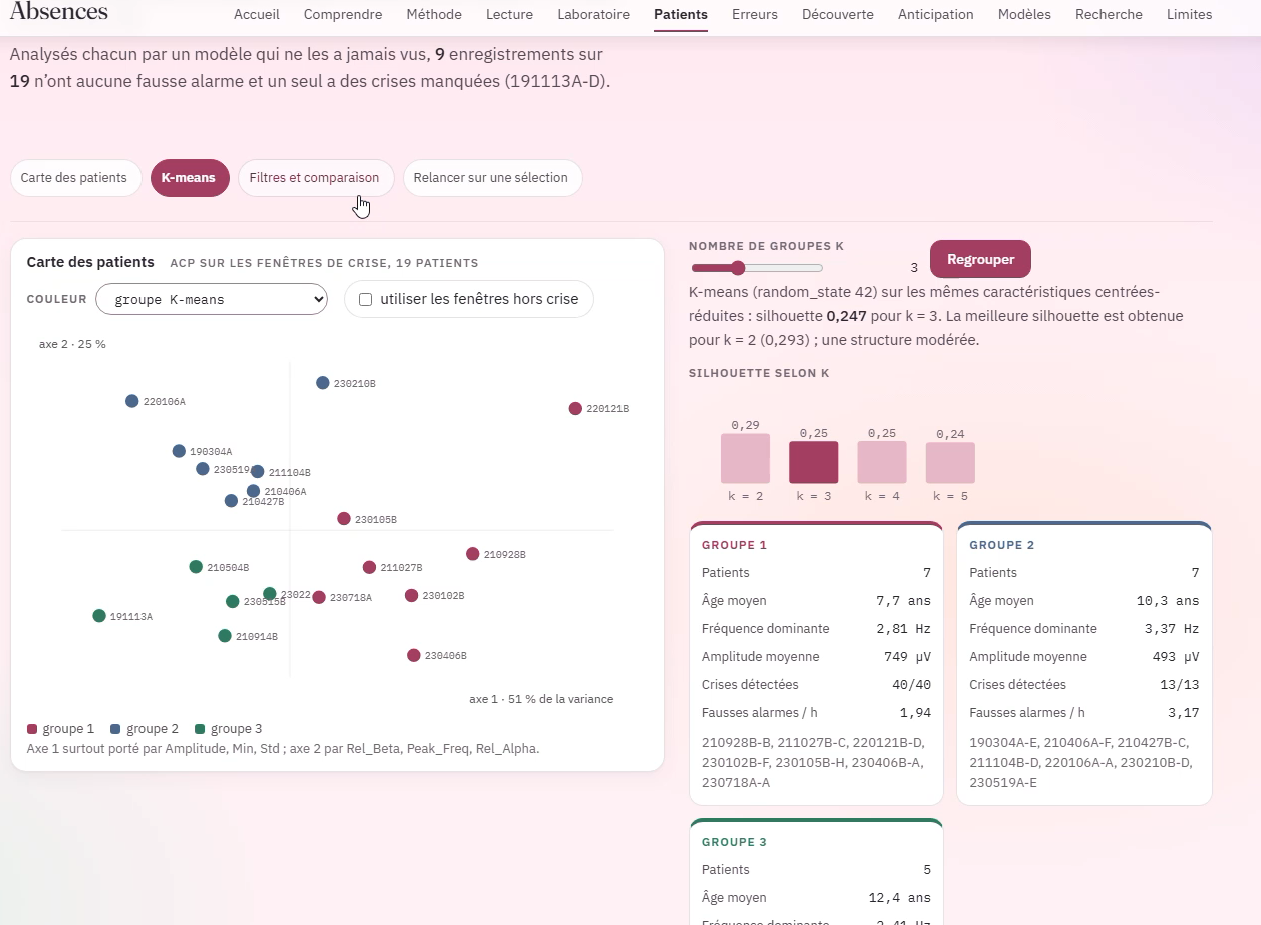 Absences
Accueil Comprendre Méthode Lecture Laboratoire Patients Erreurs Découverte Anticipation Modèles Recherche Limites
Analysés chacun par un modèle qui ne les a jamais vus, 9 enregistrements sur
19 n’ont aucune fausse alarme et un seul a des crises manquées (191113A-D).
Carte des patients K-means Filtres et comparaison Relancer sur une sélection
Carte des patients ACP SUR LES FENÊTRES DE CRISE, 19 PATIENTS
COULEUR groupe K-means utiliser les fenêtres hors crise
axe 2 · 25 %
230210B
220106A
220121B
190304A
230519
211104B
210406A
210427B
230105B
210928B
210504B
211027B
23022
230515B
230718A
230102B
191113A
210914B
230406B
axe 1 · 51 % de la variance
groupe 1 groupe 2 groupe 3
Axe 1 surtout porté par Amplitude, Min, Std ; axe 2 par Rel_Beta, Peak_Freq, Rel_Alpha.
NOMBRE DE GROUPES K
3 Regrouper
K-means (random_state 42) sur les mêmes caractéristiques centrées-
réduites : silhouette 0,247 pour k = 3. La meilleure silhouette est obtenue
pour k = 2 (0,293) ; une structure modérée.
SILHOUETTE SELON K
0,29 0,25 0,25 0,24
k = 2 k = 3 k = 4 k = 5
GROUPE 1
Patients 7
Âge moyen 7,7 ans
Fréquence dominante 2,81 Hz
Amplitude moyenne 749 µV
Crises détectées 40/40
Fausses alarmes / h 1,94
210928B-B, 211027B-C, 220121B-D,
230102B-F, 230105B-H, 230406B-A,
230718A-A
GROUPE 2
Patients 7
Âge moyen 10,3 ans
Fréquence dominante 3,37 Hz
Amplitude moyenne 493 µV
Crises détectées 13/13
Fausses alarmes / h 3,17
190304A-E, 210406A-F, 210427B-C,
211104B-D, 220106A-A, 230210B-D,
230519A-E
GROUPE 3
Patients 5
Âge moyen 12,4 ans
Fréquence dominante 3,41 Hz